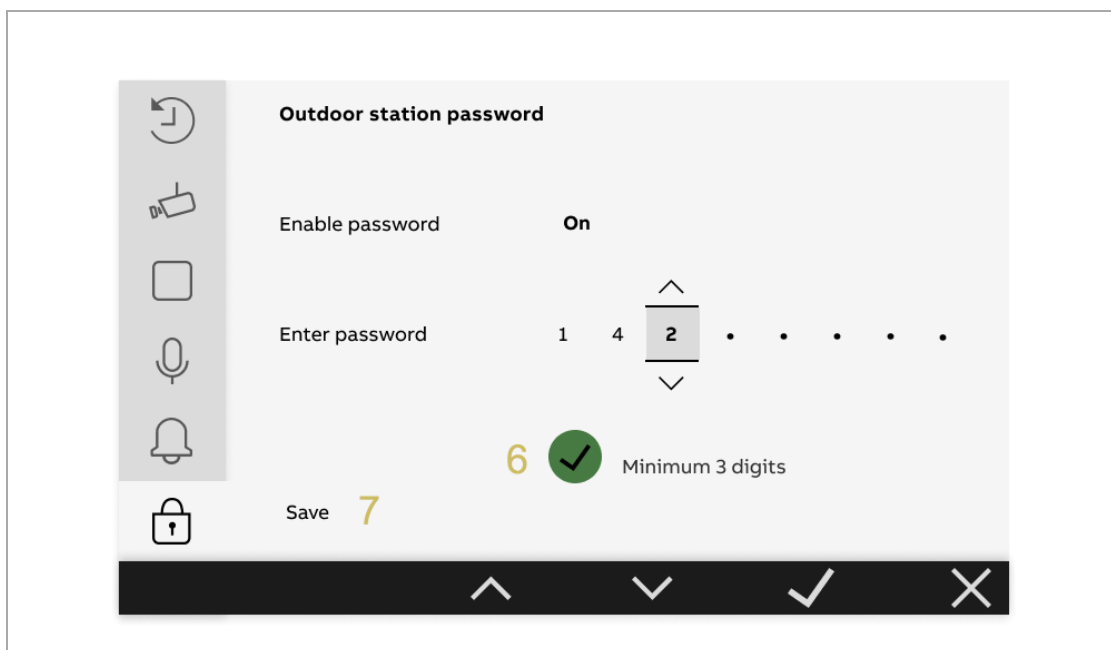 Outdoor station password
Enable password On
Enter password 1 4 2 • • • • •
6 Minimum 3 digits
Save 7